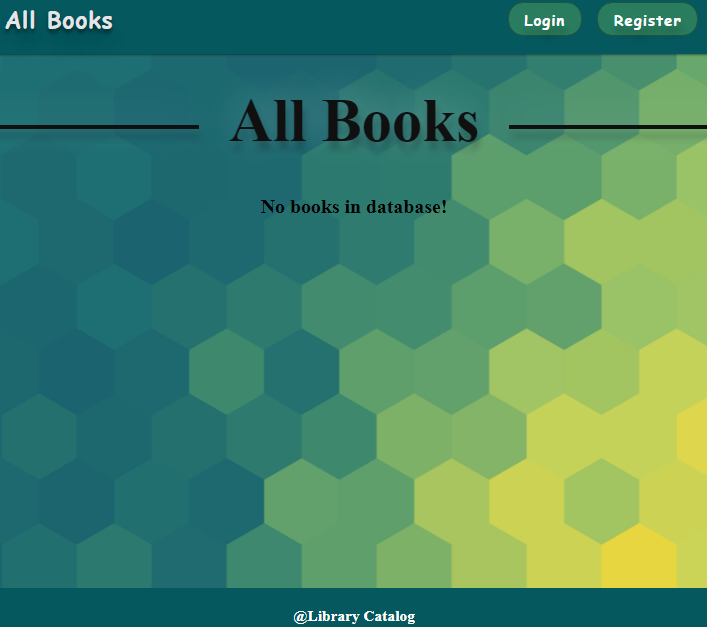 All Books
Login
Register
All Books
No books in database!
@Library Catalog